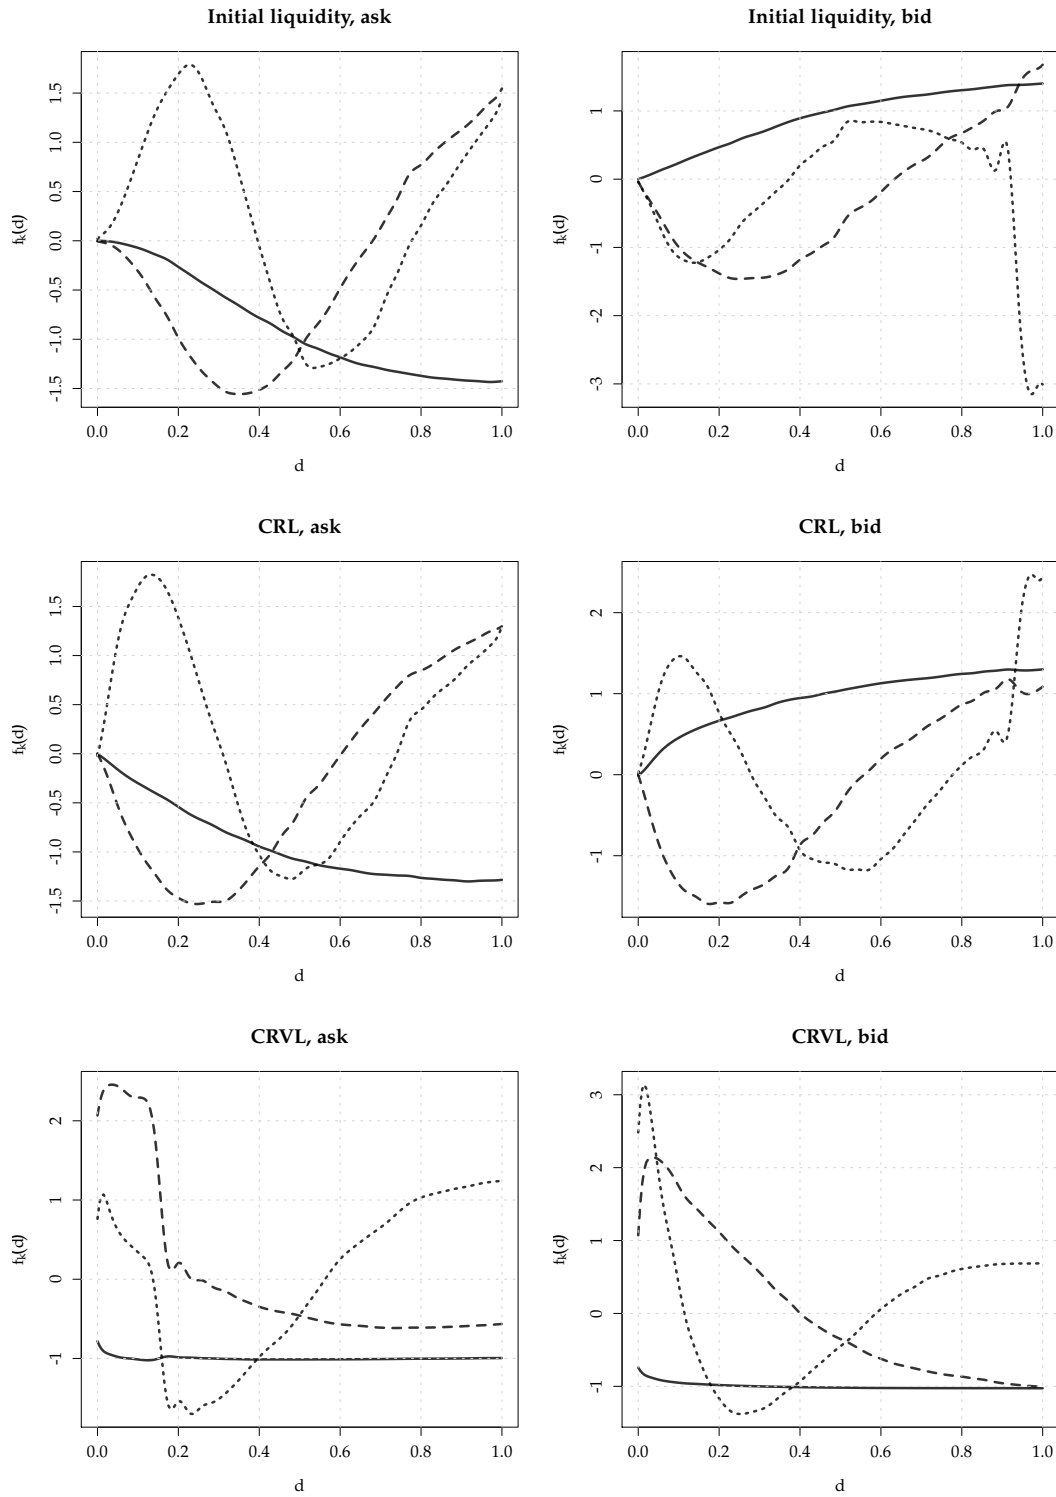 Initial liquidity, ask
f_k(d)
1.5
1.0
0.5
0.0
-0.5
-1.0
-1.5
0.0 0.2 0.4 0.6 0.8 1.0
d
Initial liquidity, bid
f_k(d)
1
0
-1
-2
-3
0.0 0.2 0.4 0.6 0.8 1.0
d
CRL, ask
f_k(d)
1.5
1.0
0.5
0.0
-0.5
-1.0
-1.5
0.0 0.2 0.4 0.6 0.8 1.0
d
CRL, bid
f_k(d)
2
1
0
-1
0.0 0.2 0.4 0.6 0.8 1.0
d
CRVL, ask
f_k(d)
2
1
0
-1
0.0 0.2 0.4 0.6 0.8 1.0
d
CRVL, bid
f_k(d)
3
2
1
0
-1
0.0 0.2 0.4 0.6 0.8 1.0
d